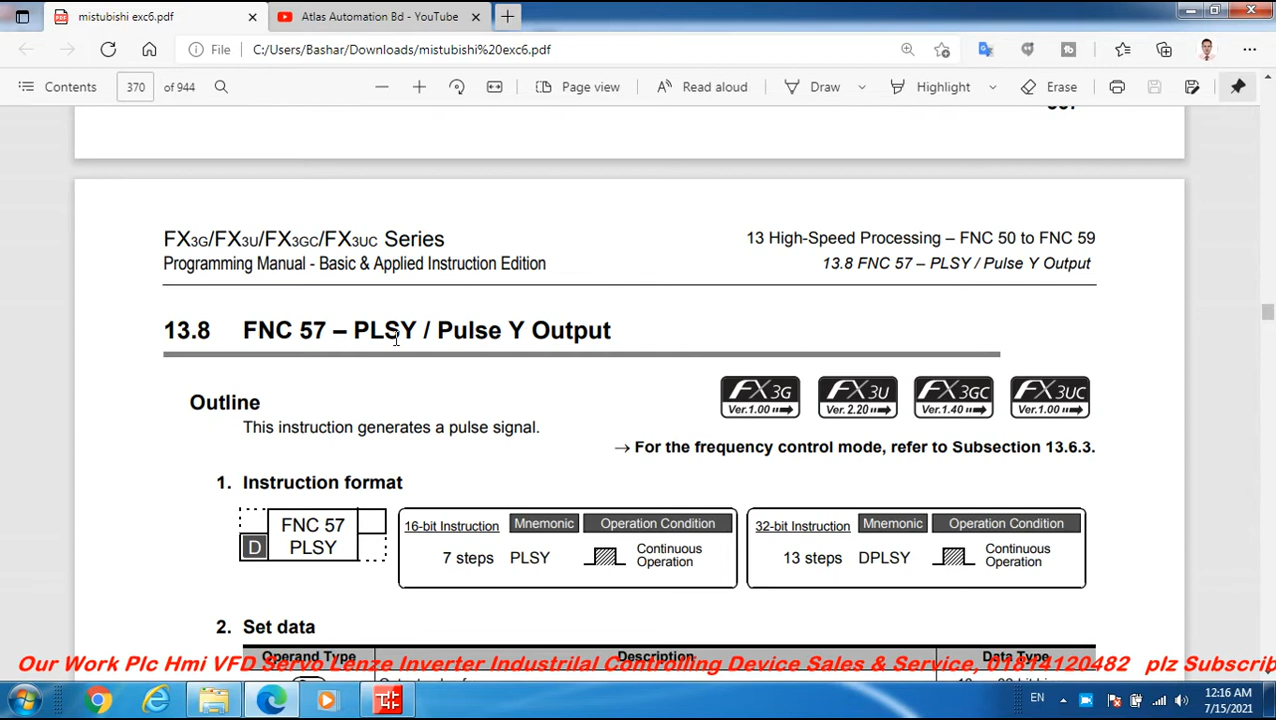 mistubishi exc6.pdf
Atlas Automation Bd - YouTube
File
C:/Users/Bashar/Downloads/mistubishi%20exc6.pdf
Contents
370
of 944
Page view
Read aloud
Draw
Highlight
Erase
FX3G/FX3U/FX3GC/FX3UC Series
13 High-Speed Processing – FNC 50 to FNC 59
Programming Manual - Basic & Applied Instruction Edition
13.8 FNC 57 – PLSY / Pulse Y Output
13.8 FNC 57 – PLSY / Pulse Y Output
FX3G Ver.1.00
FX3U Ver.2.20
FX3GC Ver.1.40
FX3UC Ver.1.00
Outline
This instruction generates a pulse signal.
→ For the frequency control mode, refer to Subsection 13.6.3.
1. Instruction format
FNC 57
D PLSY
16-bit Instruction Mnemonic Operation Condition
7 steps PLSY Continuous Operation
32-bit Instruction Mnemonic Operation Condition
13 steps DPLSY Continuous Operation
2. Set data
Operand Type Description Data Type
Our Work Plc Hmi VFD Servo Lenze Inverter Industrilal Controlling Device Sales & Service, 01874120482 plz Subscrib
EN
12:16 AM
7/15/2021